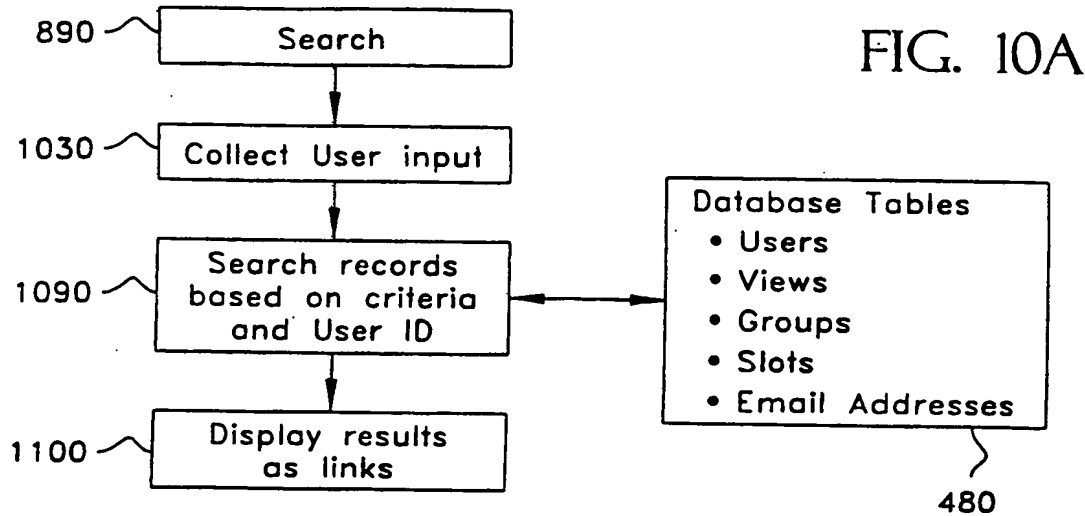 FIG. 10A
890
Search
1030
Collect User input
1090
Search records
based on criteria
and User ID
Database Tables
• Users
• Views
• Groups
• Slots
• Email Addresses
480
1100
Display results
as links